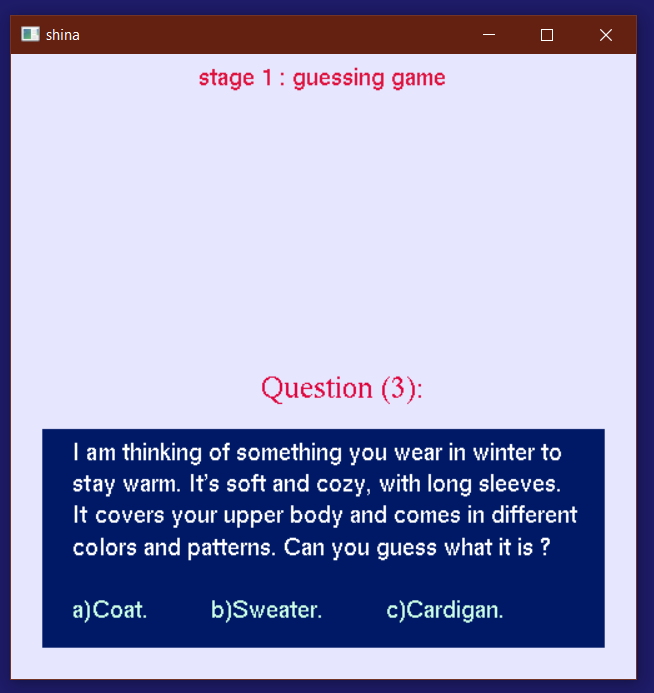 shina
stage 1 : guessing game
Question (3):
I am thinking of something you wear in winter to
stay warm. It’s soft and cozy, with long sleeves.
It covers your upper body and comes in different
colors and patterns. Can you guess what it is ?
a)Coat. b)Sweater. c)Cardigan.